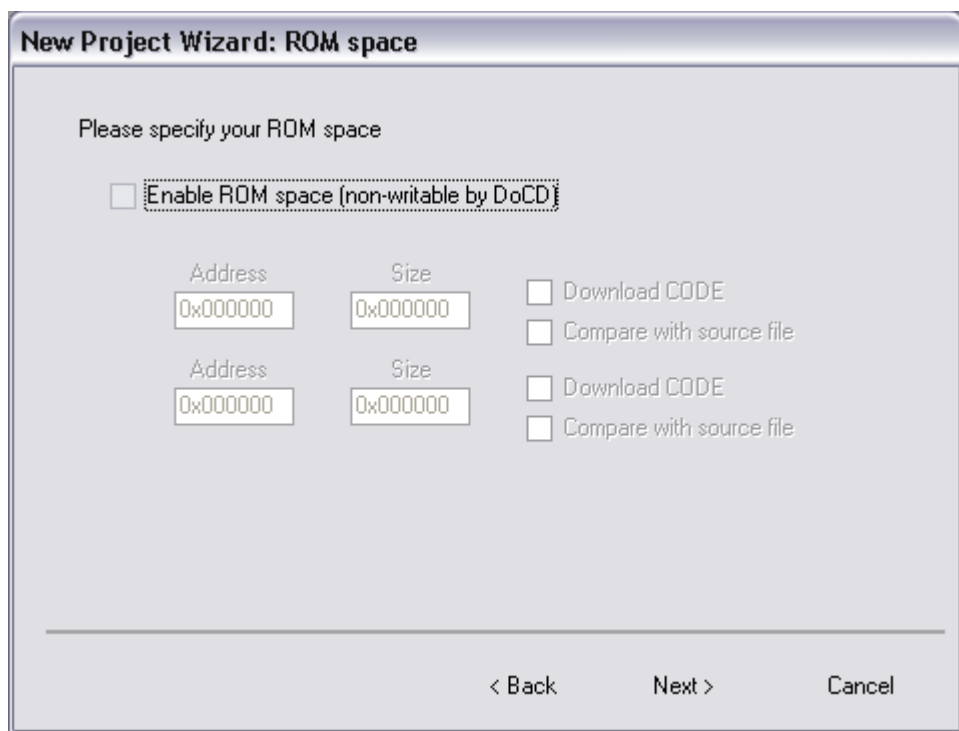 New Project Wizard: ROM space
Please specify your ROM space
Enable ROM space (non-writable by DoCD)
Address Size
0x000000 0x000000 Download CODE
Compare with source file
Address Size
0x000000 0x000000 Download CODE
Compare with source file
< Back Next > Cancel